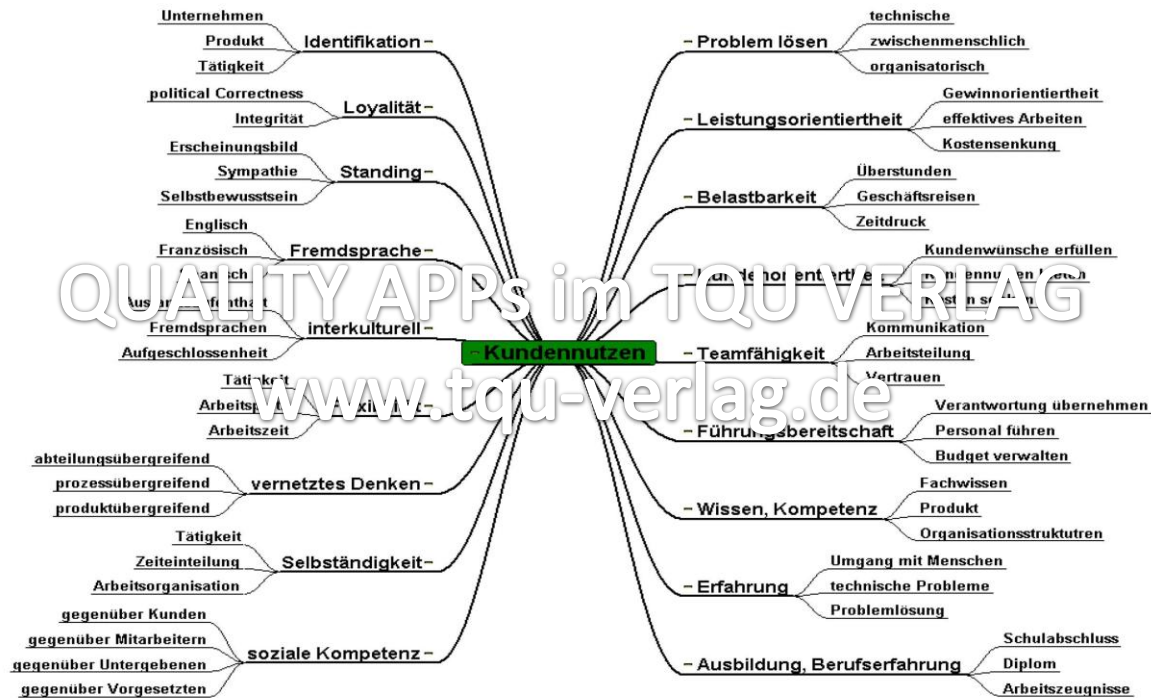 Unternehmen
Produkt
Tätigkeit
Identifikation
political Correctness
Integrität
Loyalität
Erscheinungsbild
Sympathie
Selbstbewusstsein
Standing
Englisch
Französisch
Fremdsprache
Fremdsprachen
Aufgeschlossenheit
interkulturell
Tätigkeit
Arbeitszeit
abteilungsübergreifend
prozessübergreifend
produktübergreifend
vernetztes Denken
Tätigkeit
Zeiteinteilung
Arbeitsorganisation
Selbständigkeit
gegenüber Kunden
gegenüber Mitarbeitern
gegenüber Untergebenen
gegenüber Vorgesetzten
soziale Kompetenz
Kundennutzen
QUALITY APPs im TQU VERLAG
www.tqu-verlag.de
Problem lösen
technische
zwischenmenschlich
organisatorisch
Leistungsorientiertheit
Gewinnorientiertheit
effektives Arbeiten
Kostensenkung
Belastbarkeit
Überstunden
Geschäftsreisen
Zeitdruck
Kundenwünsche erfüllen
Teamfähigkeit
Kommunikation
Arbeitsteilung
Vertrauen
Führungsbereitschaft
Verantwortung übernehmen
Personal führen
Budget verwalten
Wissen, Kompetenz
Fachwissen
Produkt
Organisationsstruktutren
Erfahrung
Umgang mit Menschen
technische Probleme
Problemlösung
Ausbildung, Berufserfahrung
Schulabschluss
Diplom
Arbeitszeugnisse